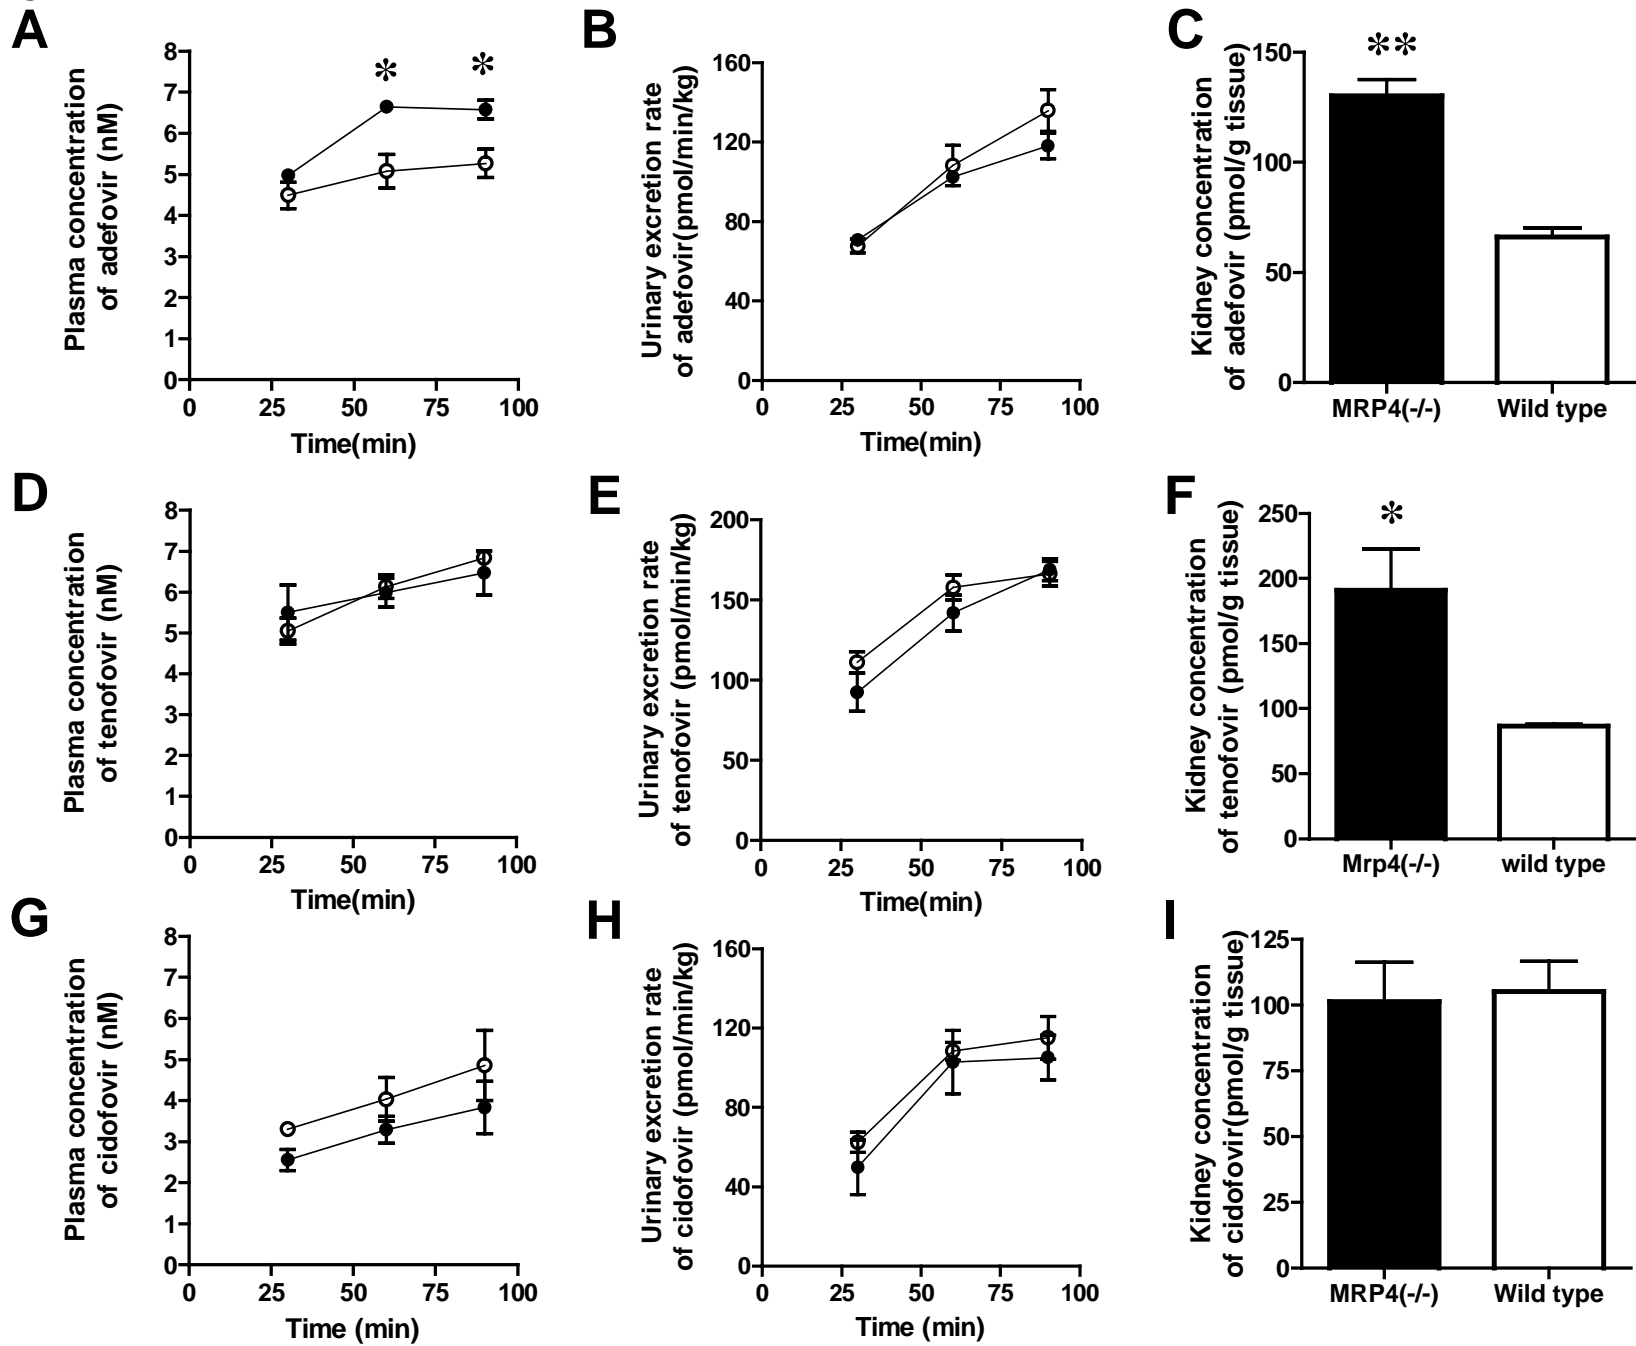 A
Plasma concentration
of adefovir (nM)
8
7
6
5
4
3
2
1
0
* *
0 25 50 75 100
Time(min)
B
Urinary excretion rate
of adefovir(pmol/min/kg)
160
120
80
40
0
0 25 50 75 100
Time(min)
C
Kidney concentration
of adefovir (pmol/g tissue)
150
100
50
0
**
MRP4(-/-) Wild type
D
Plasma concentration
of tenofovir (nM)
8
7
6
5
4
3
2
1
0
0 25 50 75 100
Time(min)
E
Urinary excretion rate
of tenofovir (pmol/min/kg)
200
150
100
50
0
0 25 50 75 100
Time(min)
F
Kidney concentration
of tenofovir (pmol/g tissue)
250
200
150
100
50
0
*
Mrp4(-/-) wild type
G
Plasma concentration
of cidofovir (nM)
8
7
6
5
4
3
2
1
0
0 25 50 75 100
Time (min)
H
Urinary excretion rate
of cidofovir (pmol/min/kg)
160
120
80
40
0
0 25 50 75 100
Time (min)
I
Kidney concentration
of cidofovir(pmol/g tissue)
125
100
75
50
25
0
MRP4(-/-) Wild type